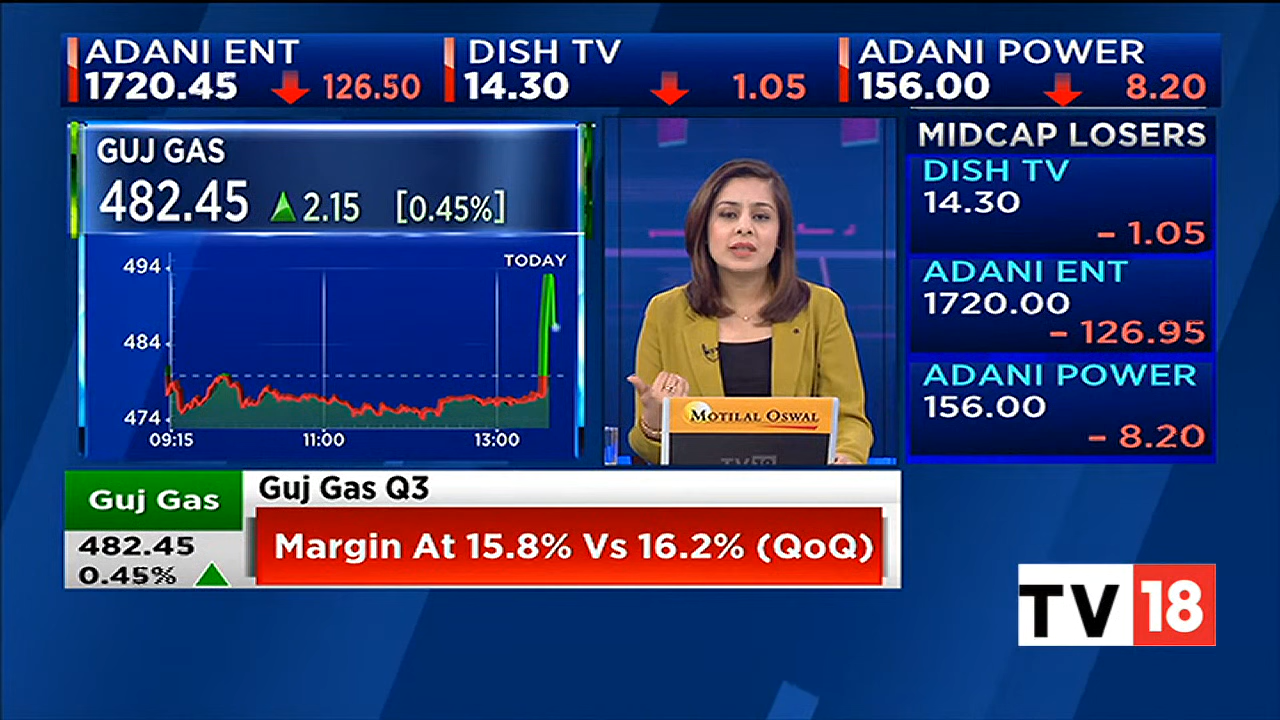 ADANI ENT
1720.45 126.50
DISH TV
14.30 1.05
ADANI POWER
156.00 8.20
GUJ GAS
482.45 2.15 [0.45%]
TODAY
494
484
474
09:15 11:00 13:00
MOTILAL OSWAL
TV18
MIDCAP LOSERS
DISH TV
14.30
- 1.05
ADANI ENT
1720.00
- 126.95
ADANI POWER
156.00
- 8.20
Guj Gas
482.45
0.45%
Guj Gas Q3
Margin At 15.8% Vs 16.2% (QoQ)
TV18